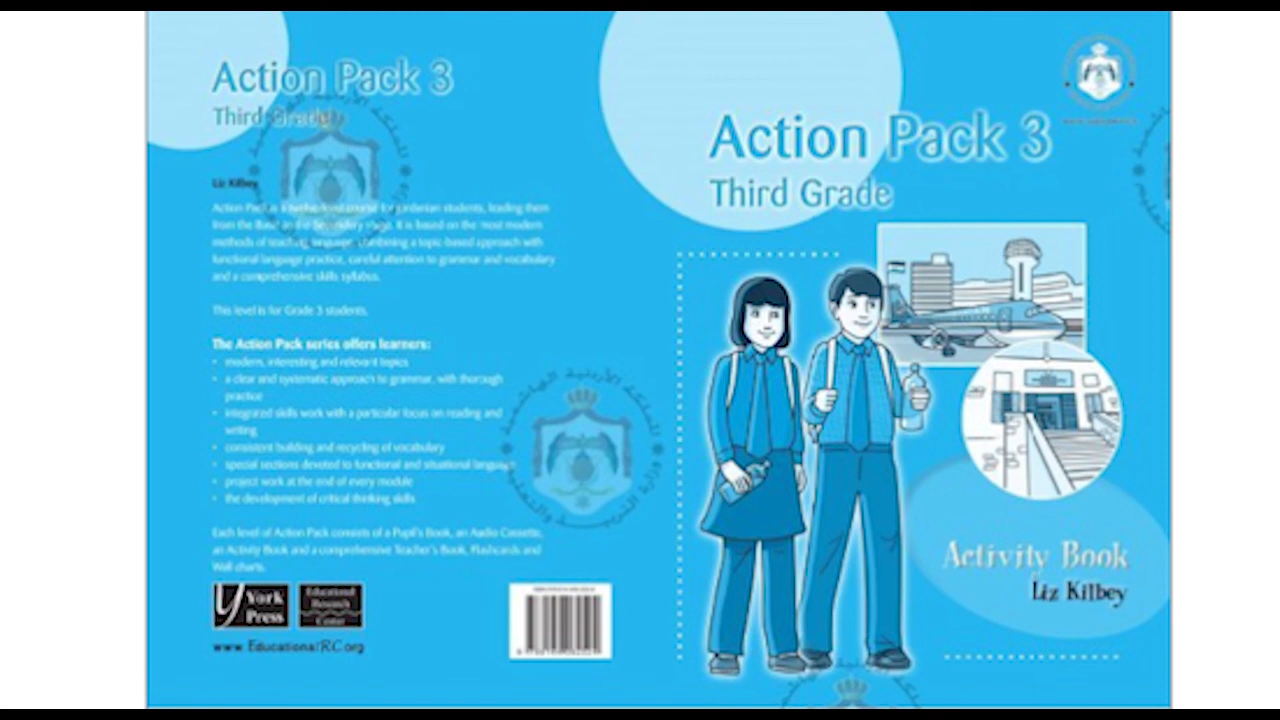 Action Pack 3
Third Grade
Liz Kilbey
Action Pack is a twelve-level course for Jordanian students, leading them
from the Basic to the Secondary stage. It is based on the most modern
methods of teaching language, combining a topic-based approach with
functional language practice, careful attention to grammar and vocabulary
and a comprehensive skills syllabus.
This level is for Grade 3 students.
The Action Pack series offers learners:
• modern, interesting and relevant topics
• a clear and systematic approach to grammar, with thorough
practice
• integrated skills work with a particular focus on reading and
writing
• consistent building and recycling of vocabulary
• special sections devoted to functional and situational language
• project work at the end of every module
• the development of critical thinking skills
Each level of Action Pack consists of a Pupil's Book, an Audio Cassette,
an Activity Book and a comprehensive Teacher's Book, Flashcards and
Wall charts.
York
Press
Educational
Research
Center
www.EducationalRC.org
Action Pack 3
Third Grade
Activity Book
Liz Kilbey
المملكة الأردنية الهاشمية
وزارة التربية والتعليم